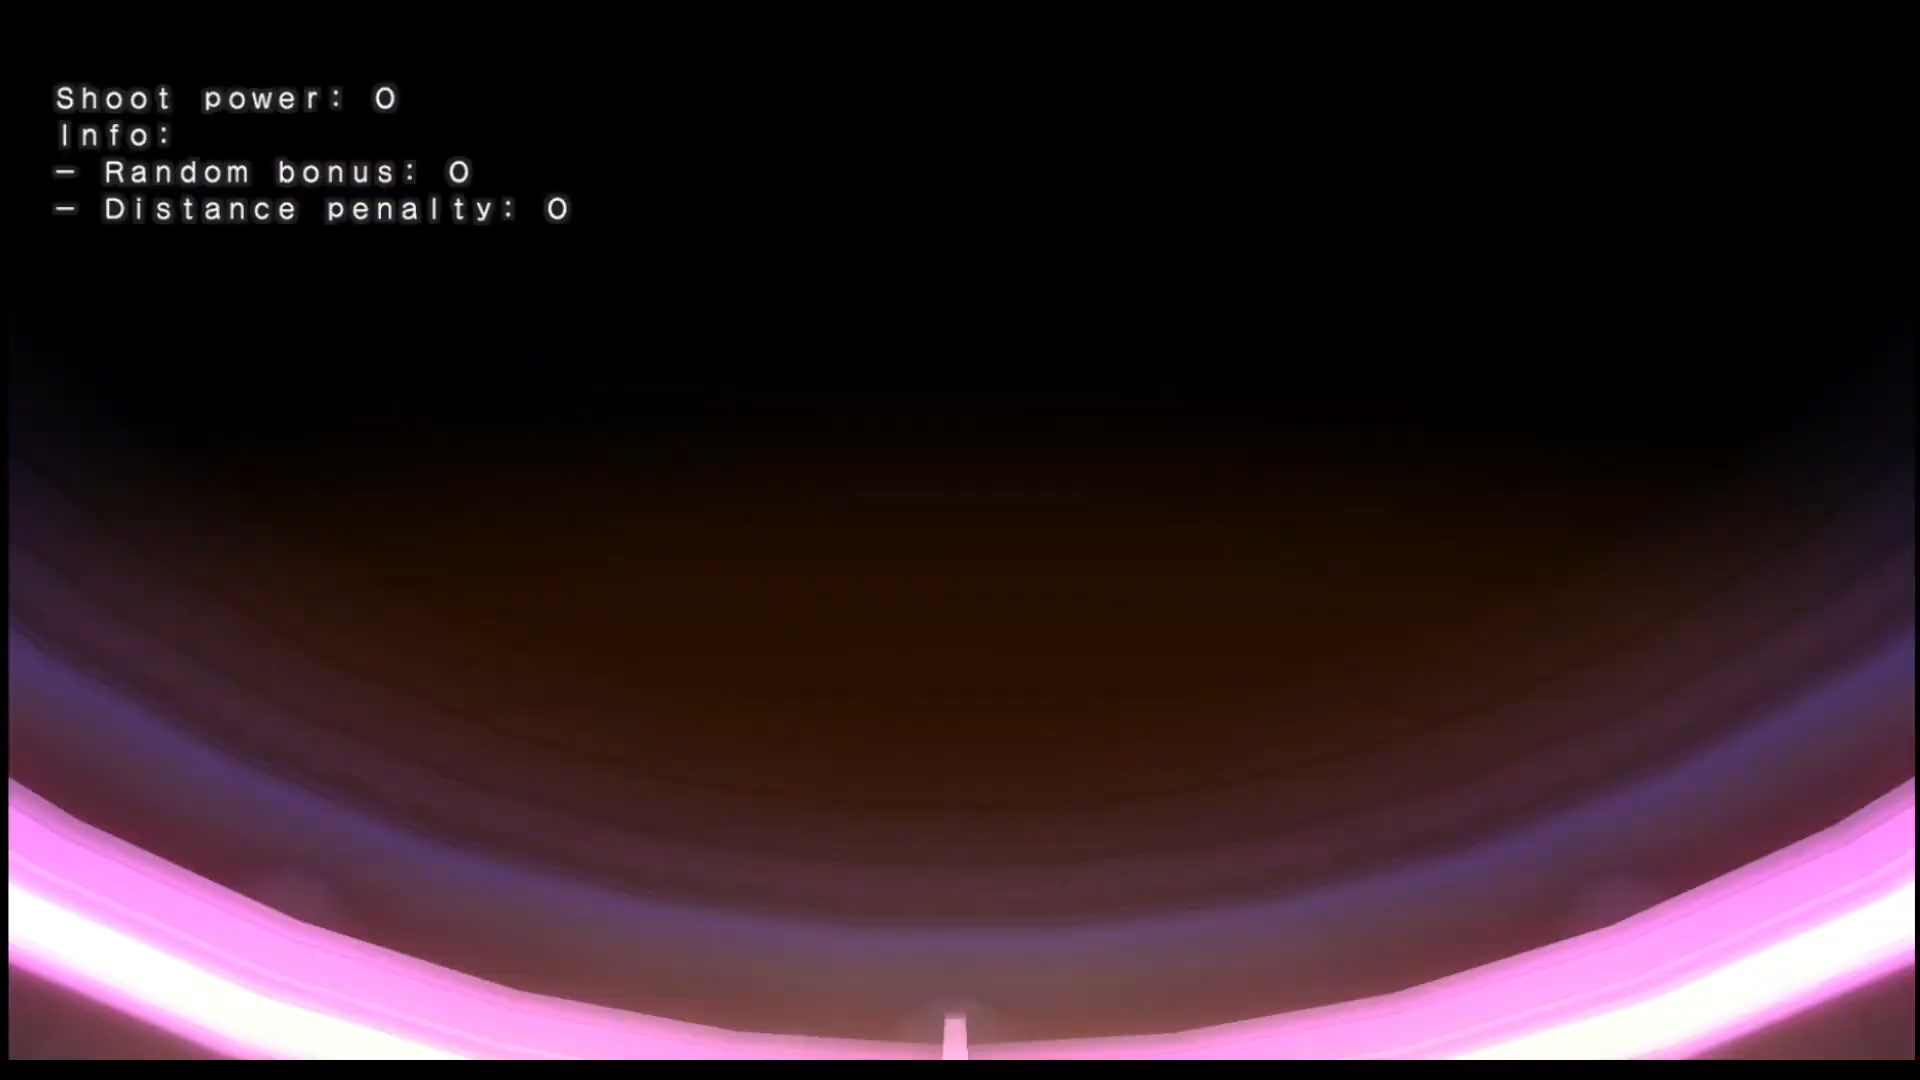 Shoot power: 0
Info:
- Random bonus: 0
- Distance penalty: 0